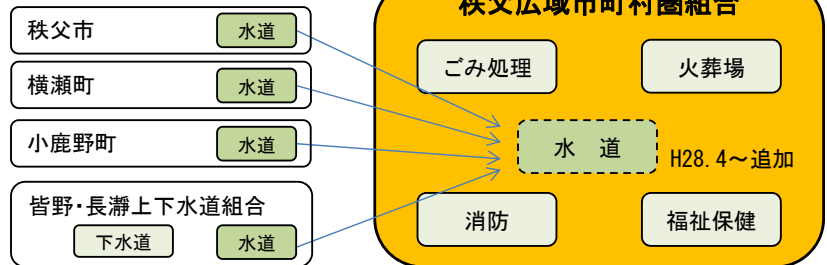 秩父市 水道
横瀬町 水道
小鹿野町 水道
皆野・長瀞上下水道組合
下水道 水道
秩父広域市町村圏組合
ごみ処理 火葬場
水 道 H28.4～追加
消防 福祉保健